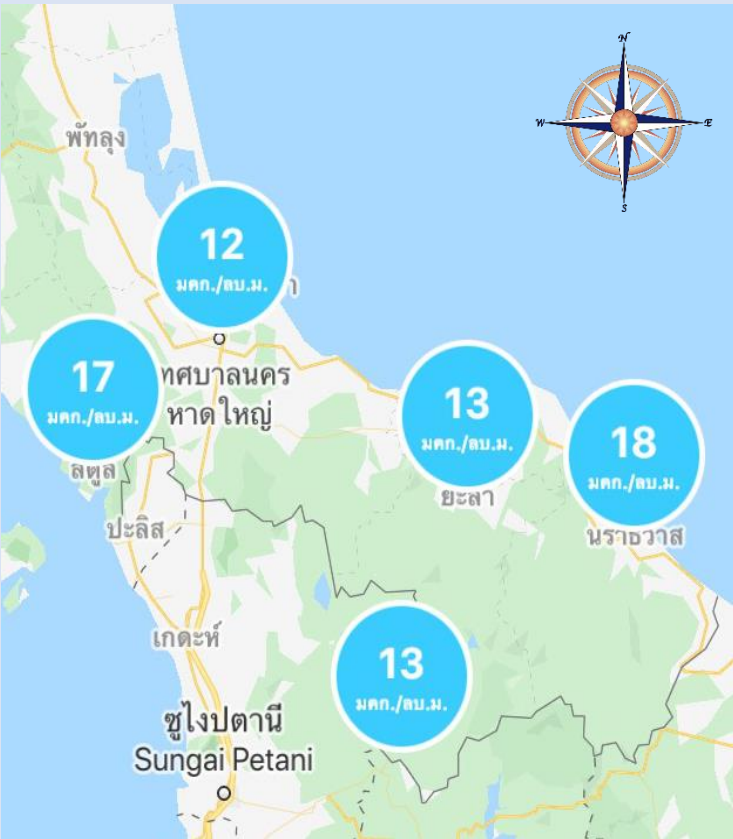 N
W E
S
พัทลุง
12
มคก./ลบ.ม.
า
17
มคก./ลบ.ม.
ทศบาลนคร
หาดใหญ่
13
มคก./ลบ.ม.
18
มคก./ลบ.ม.
สตูล
ยะลา
ปะลิส
นราธิวาส
เกดะห์
13
มคก./ลบ.ม.
ซูไงปตานี
Sungai Petani